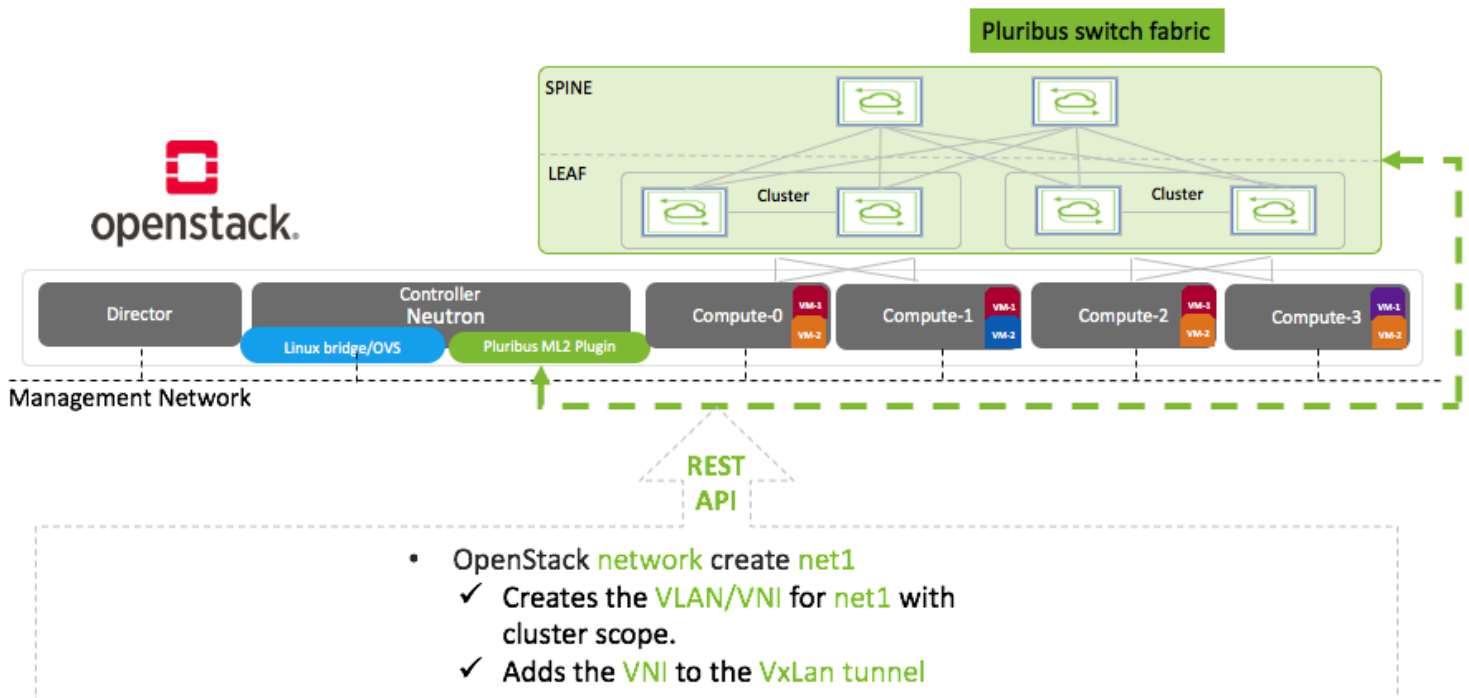 Pluribus switch fabric
SPINE
LEAF
Cluster
Cluster
openstack.
Director
Controller
Neutron
Linux bridge/OVS
Pluribus ML2 Plugin
Compute-0
VM-1
VM-2
Compute-1
VM-1
VM-2
Compute-2
VM-1
VM-2
Compute-3
VM-1
VM-2
Management Network
REST
API
• OpenStack network create net1
✓ Creates the VLAN/VNI for net1 with
cluster scope.
✓ Adds the VNI to the VxLan tunnel